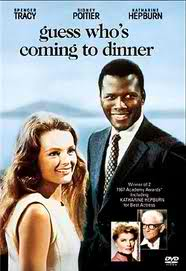 SPENCER TRACY
SIDNEY POITIER
KATHARINE HEPBURN
guess who's
coming to dinner
"Winner of 2
1967 Academy Awards"
Including
KATHARINE HEPBURN
for Best Actress
DVD